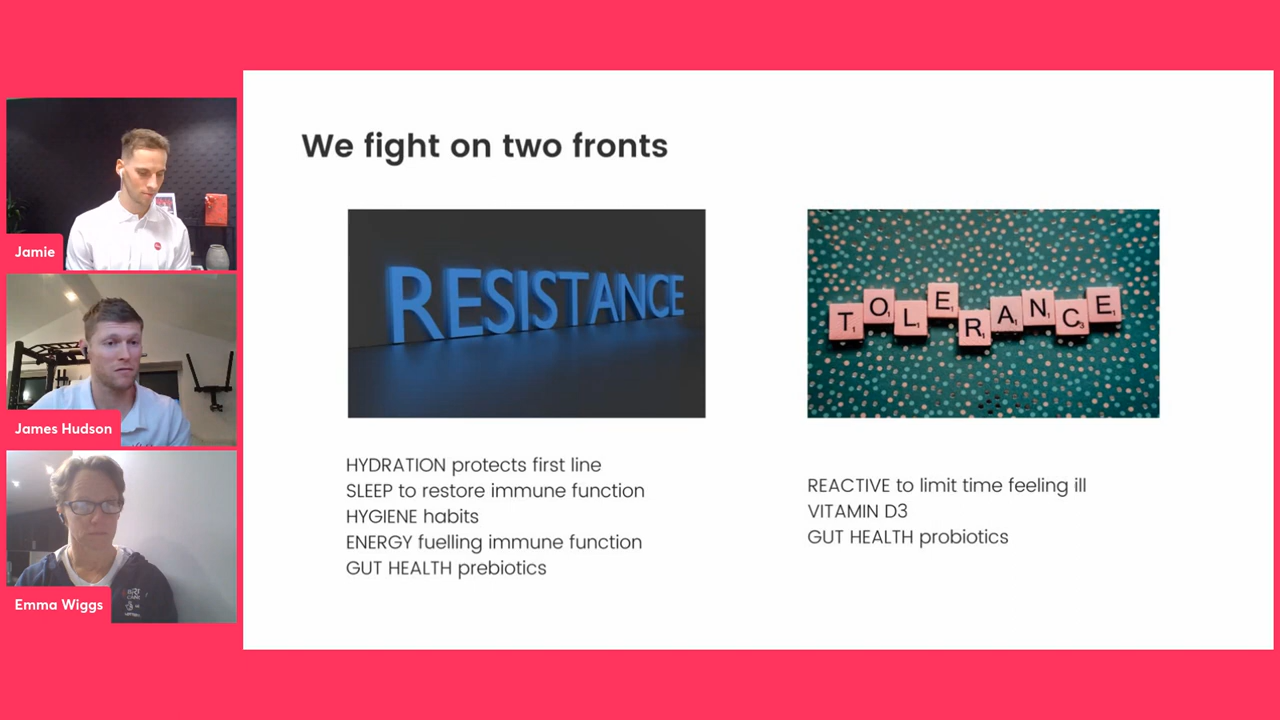 We fight on two fronts
Jamie
James Hudson
Emma Wiggs
RESISTANCE
TOLERANCE
HYDRATION protects first line
SLEEP to restore immune function
HYGIENE habits
ENERGY fuelling immune function
GUT HEALTH prebiotics
REACTIVE to limit time feeling ill
VITAMIN D3
GUT HEALTH probiotics